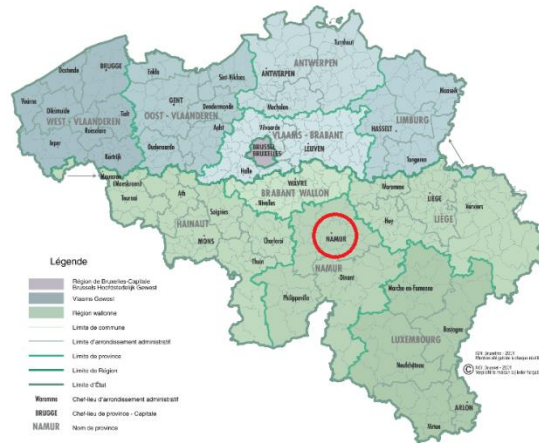 Turnhout
ANTWERPEN
ANTWERPEN
Oostende
BRUGGE
Eeklo
Sint-Niklaas
Maaseik
Veurne
GENT
Mechelen
Diksmuide
Tielt
Dendermonde
WEST - VLAANDEREN
OOST - VLAANDEREN
LIMBURG
Roeselare
Aalst
Vilvoorde
VLAAMS - BRABANT
HASSELT
Ieper
Oudenaarde
BRUSSEL
BRUXELLES
LEUVEN
Kortrijk
Halle
Tongeren
Mouscron
(Moeskroen)
WAVRE
Waremme
Tournai
Ath
Nivelles
BRABANT WALLON
LIEGE
Verviers
Soignies
Huy
LIÈGE
HAINAUT
MONS
Charleroi
NAMUR
Thuin
NAMUR
Dinant
Légende
Philippeville
Marche-en-Famenne
Région de Bruxelles-Capitale
Brussels Hoofdstedelijk Gewest
Vlaams Gewest
Région wallonne
LUXEMBOURG
Bastogne
Limite de commune
Limite d'arrondissement administratif
Limite de province
Limite de Région
Limite d'État
Neufchâteau
Waremme Chef-lieu d'arrondissement administratif
BRUGGE Chef-lieu de province - Capitale
NAMUR Nom de province
Virton
ARLON